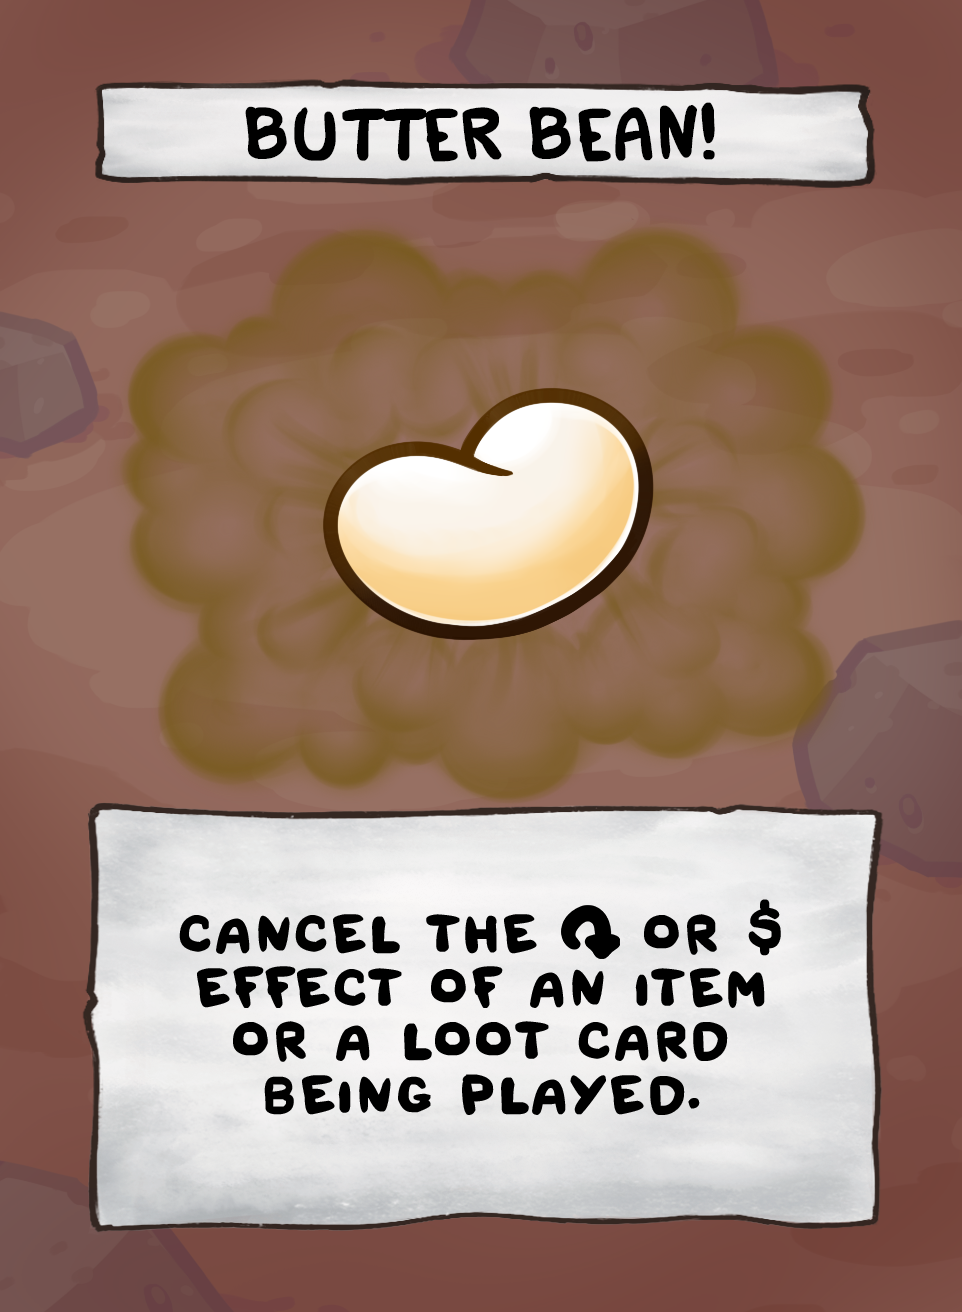 BUTTER BEAN!
CANCEL THE ↷ OR $
EFFECT OF AN ITEM
OR A LOOT CARD
BEING PLAYED.